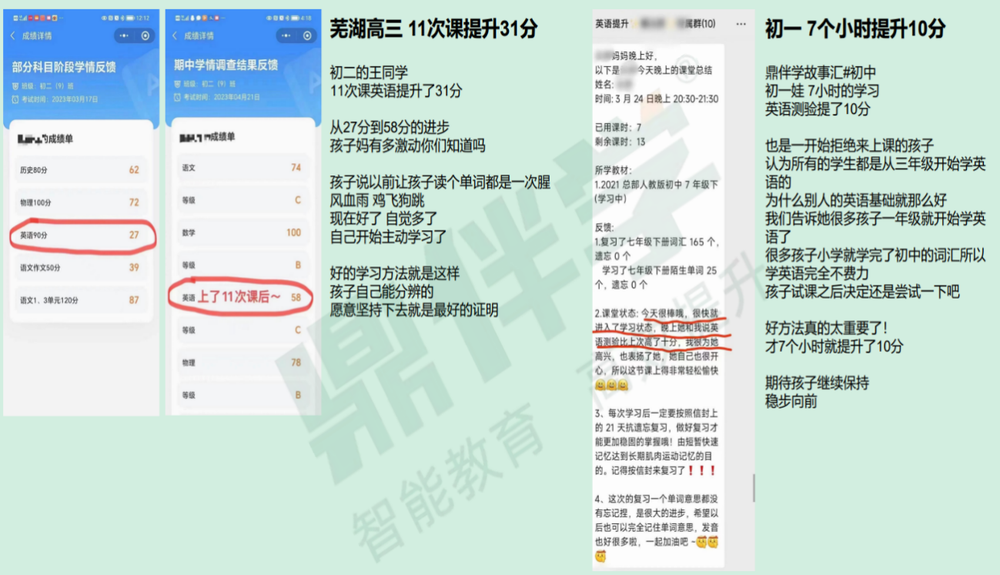 12:12
成绩详情
部分科目阶段学情反馈
班级：初二（9）班
考试时间：2023年03月17日
的成绩单
历史80分 62
物理100分 72
英语90分 27
语文作文50分 39
语文1、3单元120分 87
4:18
成绩详情
期中学情调查结果反馈
班级：初二（9）班
考试时间：2023年04月21日
成绩单
语文 74
等级 C
数学 100
等级 B
英语 上了11次课后～ 58
等级 C
物理 78
等级 B
芜湖高三 11次课提升31分
初二的王同学
11次课英语提升了31分
从27分到58分的进步
孩子妈有多激动你们知道吗
孩子说以前让孩子读个单词都是一次腥
风血雨 鸡飞狗跳
现在好了 自觉多了
自己开始主动学习了
好的学习方法就是这样
孩子自己能分辨的
愿意坚持下去就是最好的证明
英语提升
属群(10)
妈妈晚上好，
以下是 今天晚上的课堂总结
姓名:
时间: 3 月 24 日晚上 20:30-21:30
已用课时：7
剩余课时：13
所学教材:
1.2021 总部人教版初中 7 年级下
(学习中)
反馈:
1.复习了七年级下册词汇 165 个，
遗忘 0 个
学习了七年级下册陌生单词 25
个，遗忘 0 个
2.课堂状态: 今天很棒哦，很快就
进入了学习状态，晚上她和我说英
语测验比上次高了十分，我很为她
高兴，也表扬了她，她自己也很开
心，所以这节课上得非常轻松愉快
3、每次学习后一定要按照信封上
的 21 天抗遗忘复习，做好复习才
能更加稳固的掌握哦！由短暂快速
记忆达到长期肌肉运动记忆的目
的。记得按信封来复习了❗❗❗
4、这次的复习一个单词意思都没
有忘记捏，是很大的进步，希望以
后也可以完全记住单词意思，发音
也好很多啦，一起加油吧 ~
初一 7个小时提升10分
鼎伴学故事汇#初中
初一娃 7小时的学习
英语测验提了10分
也是一开始拒绝来上课的孩子
认为所有的学生都是从三年级开始学英
语的
为什么别人的英语基础就那么好
我们告诉她很多孩子一年级就开始学英
语了
很多孩子小学就学完了初中的词汇所以
学英语完全不费力
孩子试课之后决定还是尝试一下吧
好方法真的太重要了！
才7个小时就提升了10分
期待孩子继续保持
稳步向前
鼎伴学
®
智能教育
提升